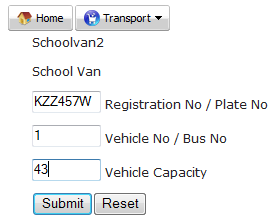 Home Transport
Schoolvan2
School Van
KZZ457W Registration No / Plate No
1 Vehicle No / Bus No
43 Vehicle Capacity
Submit Reset